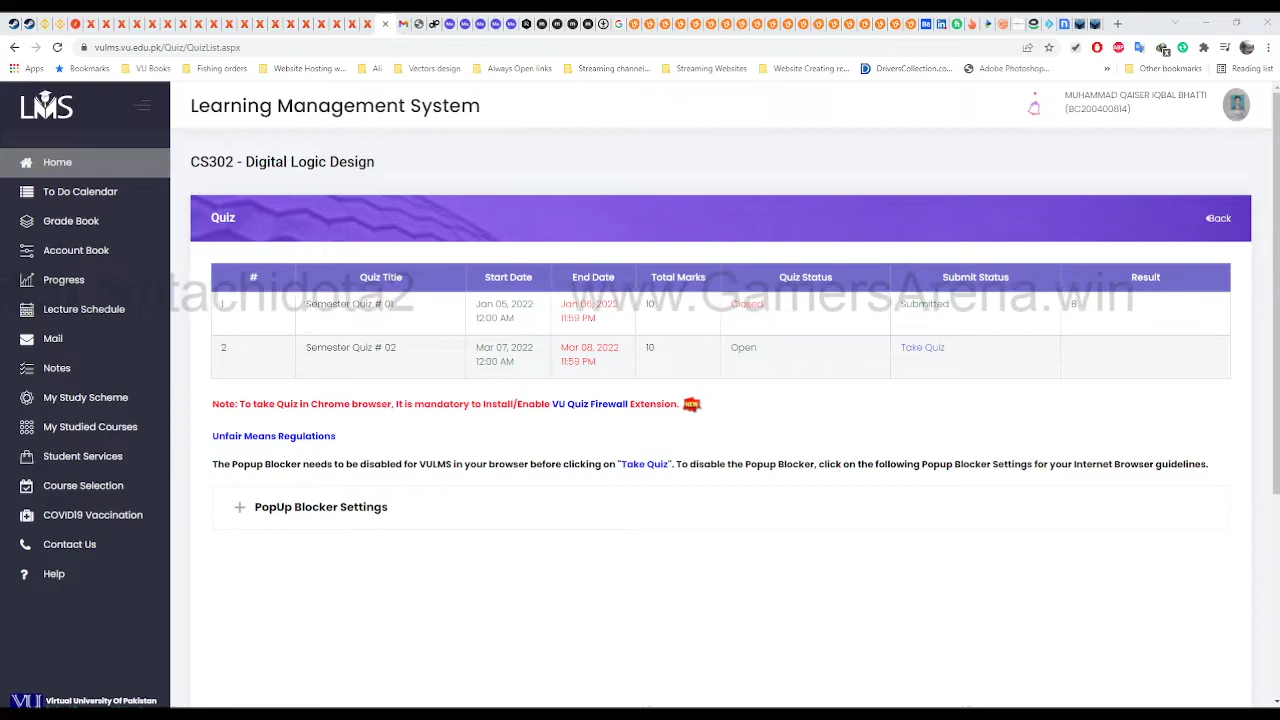 vulms.vu.edu.pk/Quiz/QuizList.aspx
Apps Bookmarks VU Books Fishing orders Website Hosting w... Ali Vectors design Always Open links Streaming channel... Streaming Websites Website Creating ro... DriversCollection.co... Adobe Photoshop... » Other bookmarks Reading list
LMS
Learning Management System
MUHAMMAD QAISER IQBAL BHATTI
(BC200400814)
Home
To Do Calendar
Grade Book
Account Book
Progress
Lecture Schedule
Mail
Notes
My Study Scheme
My Studied Courses
Student Services
Course Selection
COVID19 Vaccination
Contact Us
Help
Virtual University Of Pakistan
CS302 - Digital Logic Design
Quiz
Back
# Quiz Title Start Date End Date Total Marks Quiz Status Submit Status Result
1 Semester Quiz # 01 Jan 05, 2022 Jan 06, 2022 10 Closed Submitted 8
12:00 AM 11:59 PM
2 Semester Quiz # 02 Mar 07, 2022 Mar 08, 2022 10 Open Take Quiz
12:00 AM 11:59 PM
tachidota2 www.GamersArena.win
Note: To take Quiz in Chrome browser, It is mandatory to Install/Enable VU Quiz Firewall Extension. NEW
Unfair Means Regulations
The Popup Blocker needs to be disabled for VULMS in your browser before clicking on "Take Quiz". To disable the Popup Blocker, click on the following Popup Blocker Settings for your Internet Browser guidelines.
PopUp Blocker Settings